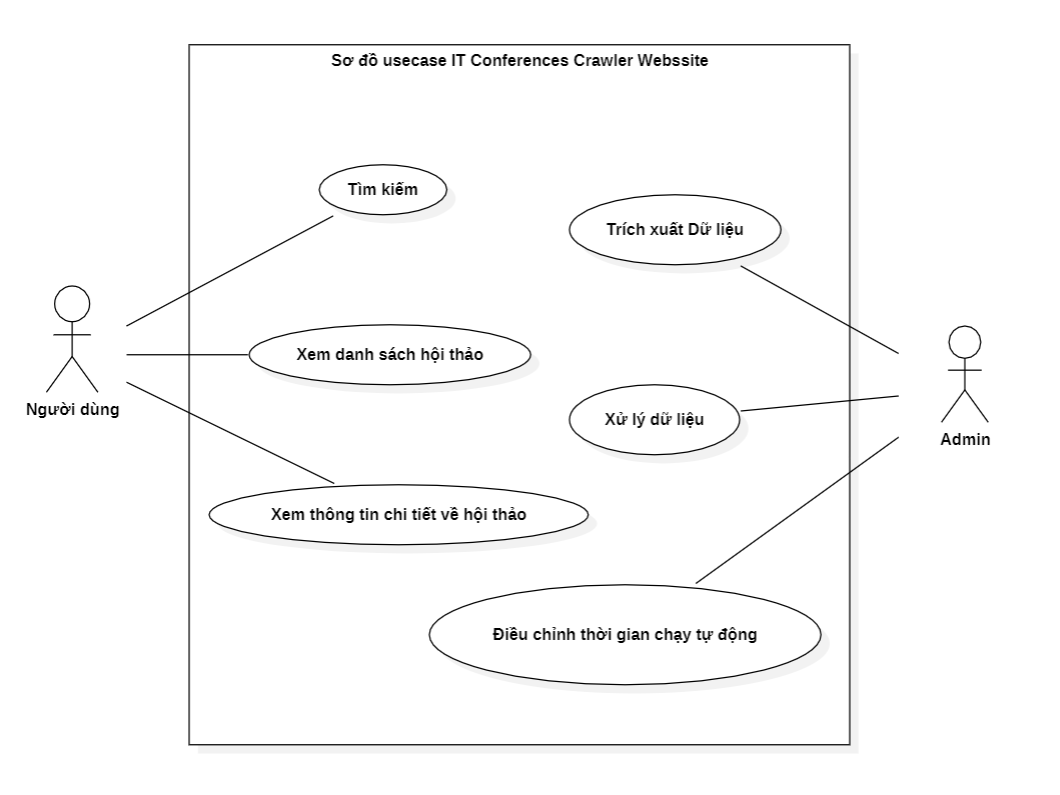 Sơ đồ usecase IT Conferences Crawler Webssite
Tìm kiếm
Trích xuất Dữ liệu
Xem danh sách hội thảo
Người dùng
Xử lý dữ liệu
Admin
Xem thông tin chi tiết về hội thảo
Điều chỉnh thời gian chạy tự động